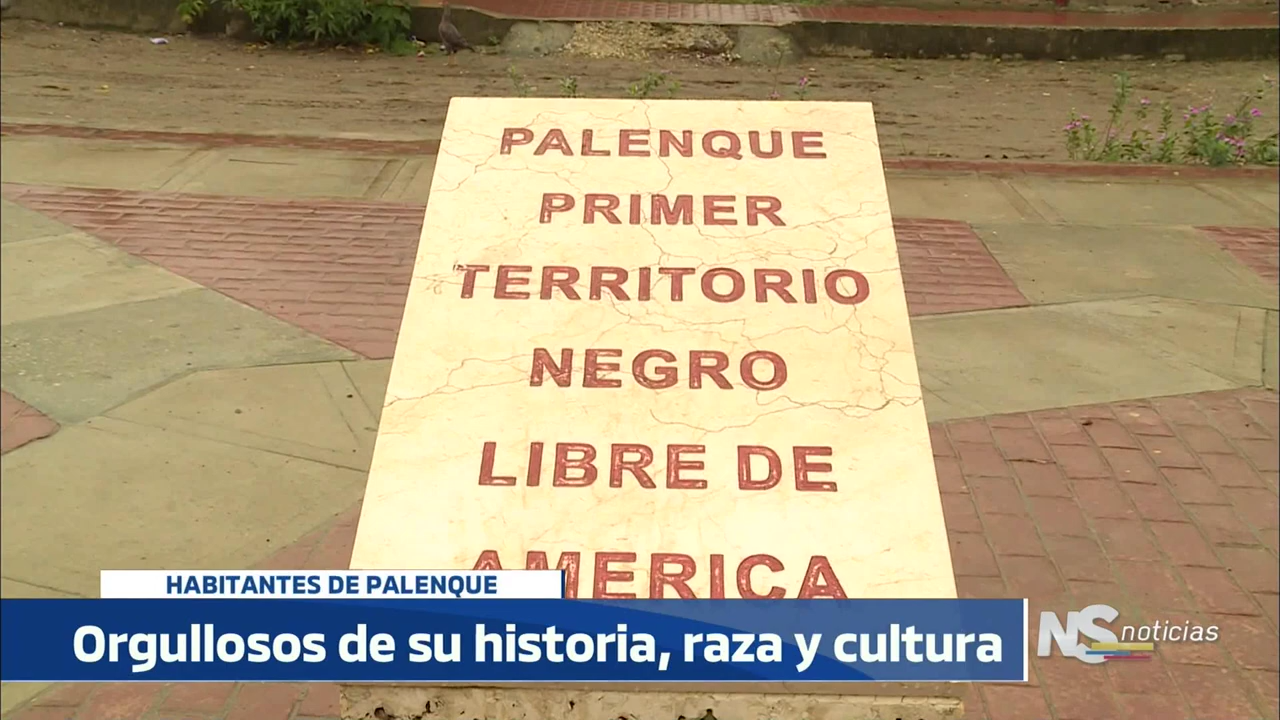 PALENQUE
PRIMER
TERRITORIO
NEGRO
LIBRE DE
AMERICA
HABITANTES DE PALENQUE
Orgullosos de su historia, raza y cultura
NS noticias